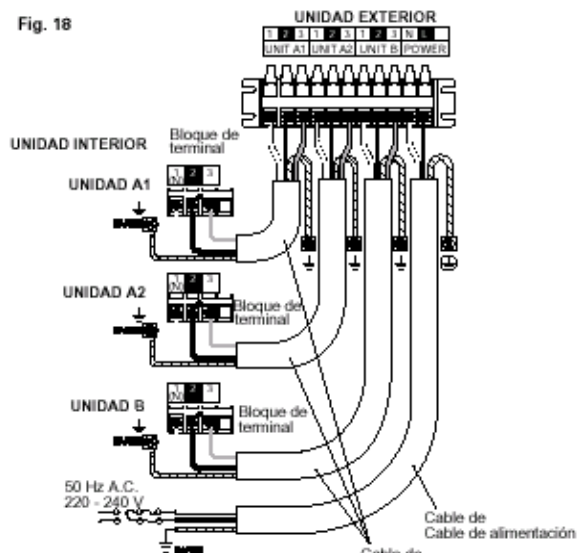 Fig. 18
UNIDAD EXTERIOR
1 2 3 1 2 3 1 2 3 N L
UNIT A1 UNIT A2 UNIT B POWER
UNIDAD INTERIOR
Bloque de
terminal
UNIDAD A1
1 2 3
(N)
UNIDAD A2
1 2 3
(N)
Bloque de
terminal
UNIDAD B
1 2 3
(N)
Bloque de
terminal
50 Hz A.C.
220 - 240 V
Cable de
Cable de alimentación
Cable de